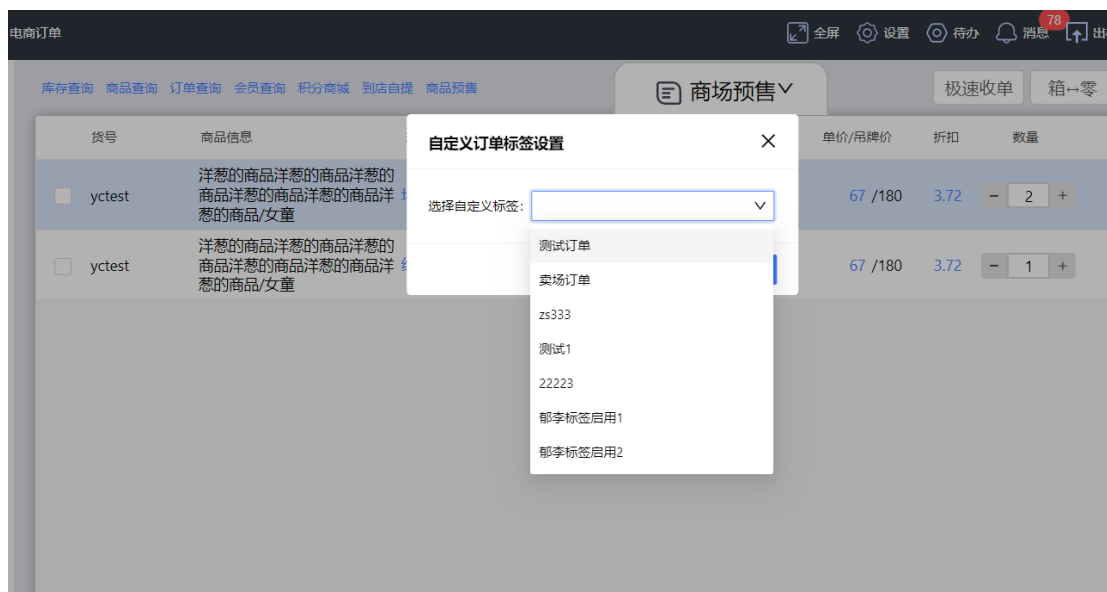 电商订单
全屏 设置 待办 消息 78
库存查询 商品查询 订单查询 会员查询 积分商城 到店自提 商品预售
商场预售
极速收单 箱↔零
货号 商品信息 单价/吊牌价 折扣 数量
自定义订单标签设置
yctest
洋葱的商品洋葱的商品洋葱的
商品洋葱的商品洋葱的商品洋
葱的商品/女童
67 /180 3.72 − 2 +
选择自定义标签:
yctest
洋葱的商品洋葱的商品洋葱的
商品洋葱的商品洋葱的商品洋
葱的商品/女童
67 /180 3.72 − 1 +
测试订单
卖场订单
zs333
测试1
22223
郁李标签启用1
郁李标签启用2